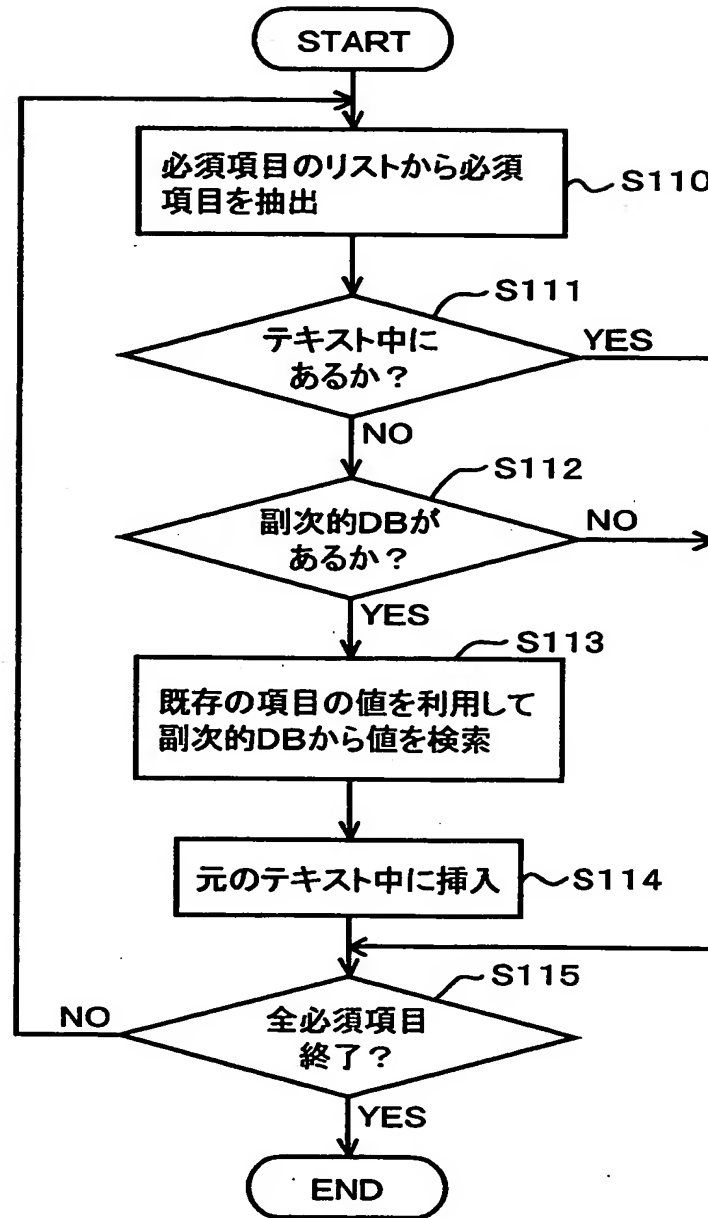 START
必須項目のリストから必須
項目を抽出
S110
S111
テキスト中に
あるか？
YES
NO
S112
副次的DBが
あるか？
NO
YES
S113
既存の項目の値を利用して
副次的DBから値を検索
元のテキスト中に挿入
S114
S115
NO
全必須項目
終了？
YES
END